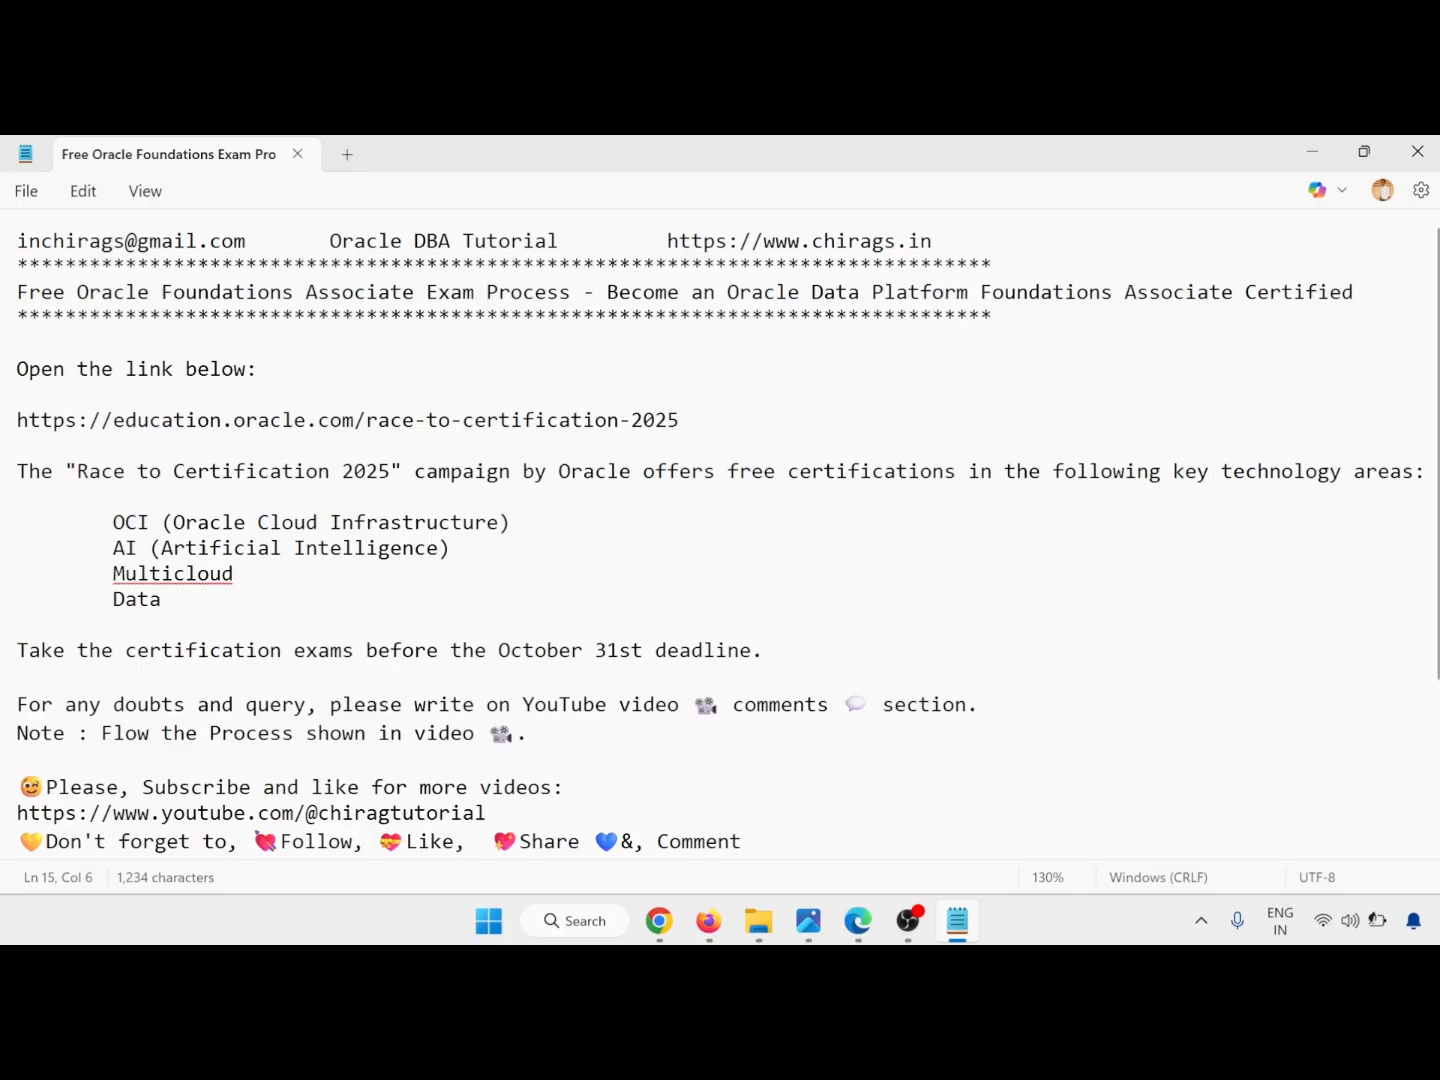 Free Oracle Foundations Exam Pro
File Edit View
inchirags@gmail.com Oracle DBA Tutorial https://www.chirags.in
*********************************************************************************
Free Oracle Foundations Associate Exam Process - Become an Oracle Data Platform Foundations Associate Certified
*********************************************************************************
Open the link below:
https://education.oracle.com/race-to-certification-2025
The "Race to Certification 2025" campaign by Oracle offers free certifications in the following key technology areas:
OCI (Oracle Cloud Infrastructure)
AI (Artificial Intelligence)
Multicloud
Data
Take the certification exams before the October 31st deadline.
For any doubts and query, please write on YouTube video 🎥 comments 💬 section.
Note : Flow the Process shown in video 🎥.
😉Please, Subscribe and like for more videos:
https://www.youtube.com/@chiragtutorial
💛Don't forget to, 💘Follow, 💝Like, 💖Share 💙&, Comment
Ln 15, Col 6 1,234 characters 130% Windows (CRLF) UTF-8
Search ENG
IN